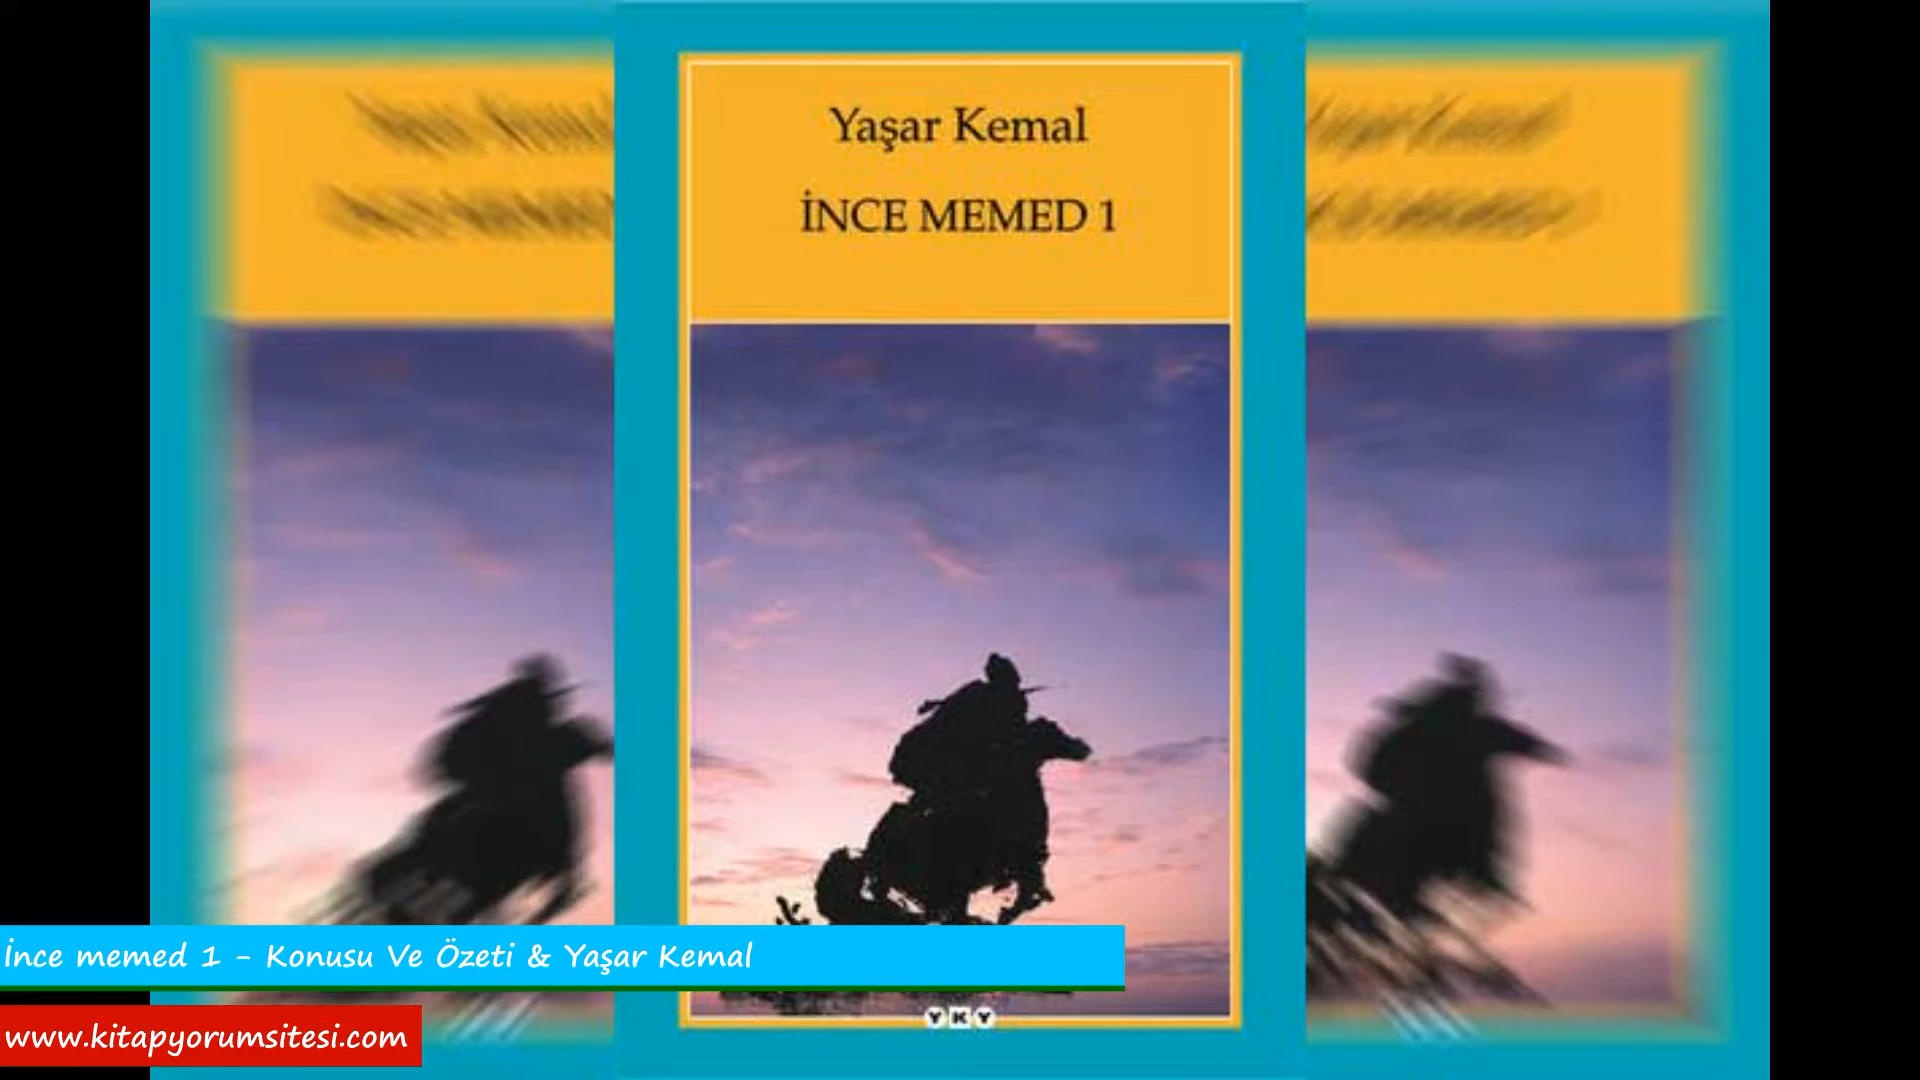 Yaşar Kemal
İNCE MEMED 1
İnce memed 1 - Konusu Ve Özeti & Yaşar Kemal
YKY
www.kitapyorumsitesi.com